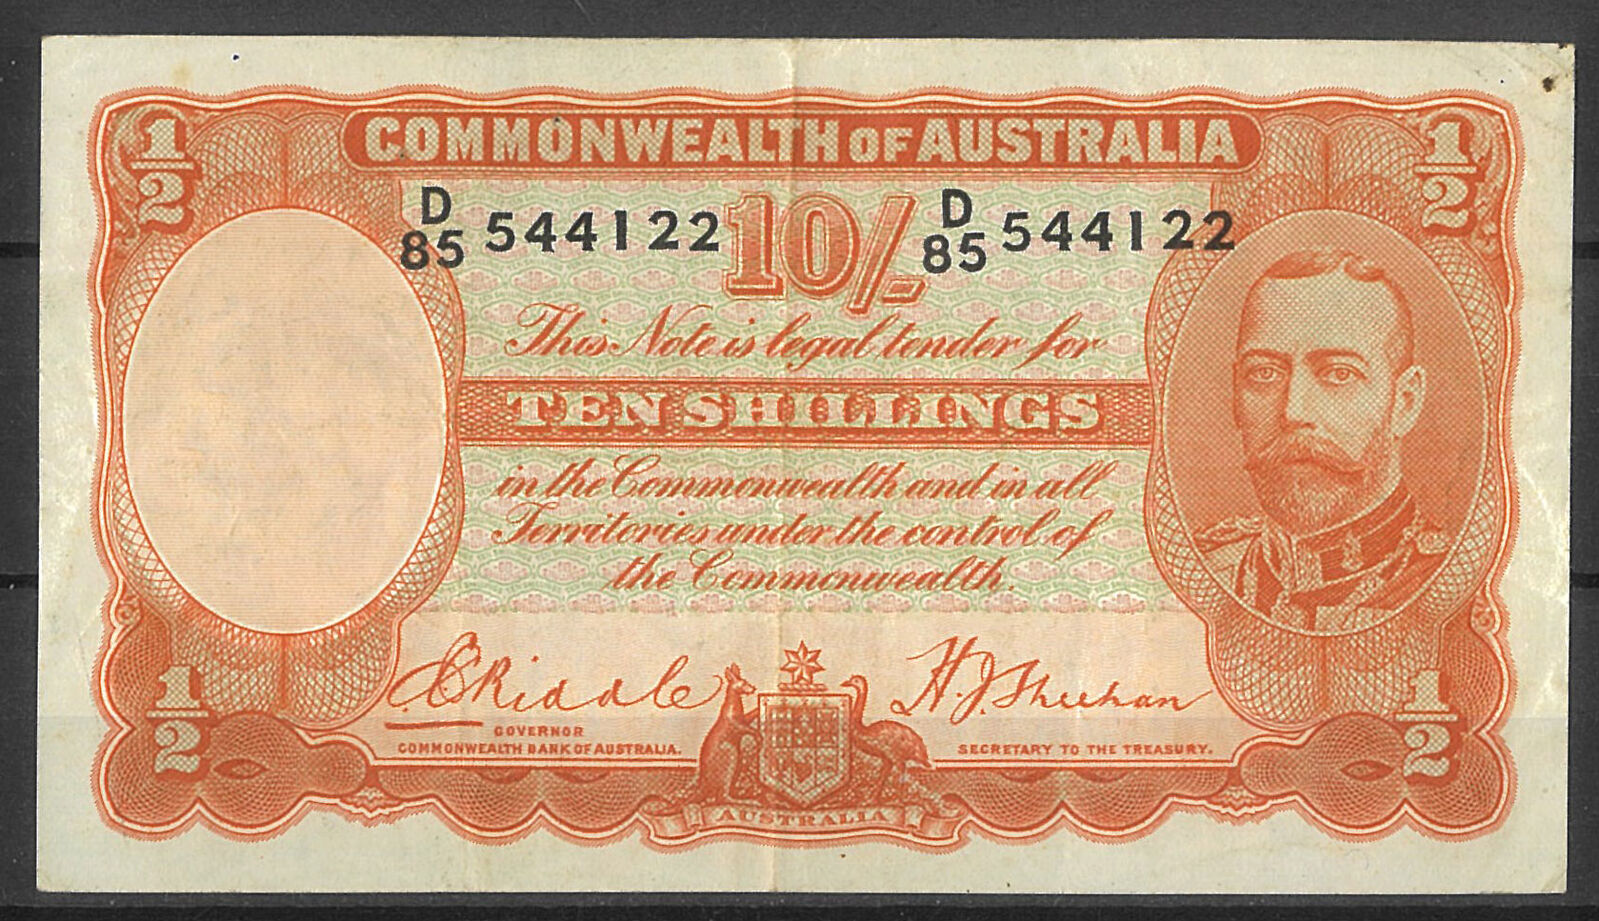 COMMONWEALTH OF AUSTRALIA
1/2
1/2
D/85 544122
10/-
D/85 544122
This Note is legal tender for
TEN SHILLINGS
in the Commonwealth and in all
Territories under the control of
the Commonwealth.
E C Riddle
H.J. Sheehan
GOVERNOR
COMMONWEALTH BANK OF AUSTRALIA.
SECRETARY TO THE TREASURY.
1/2
1/2
AUSTRALIA